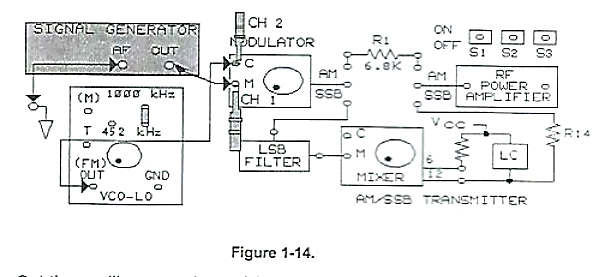 SIGNAL GENERATOR
AF OUT
CH 2
MODULATOR
C
M
CH 1
R1
6.8K
AM
SSB
AM
SSB
ON
OFF
S1 S2 S3
RF
POWER
AMPLIFIER
(M) 1000 kHz
T 452 kHz
(FM)
OUT GND
VCO-LO
LSB
FILTER
C
M
MIXER
6
12
VCC
LC
R14
AM/SSB TRANSMITTER
Figure 1-14.